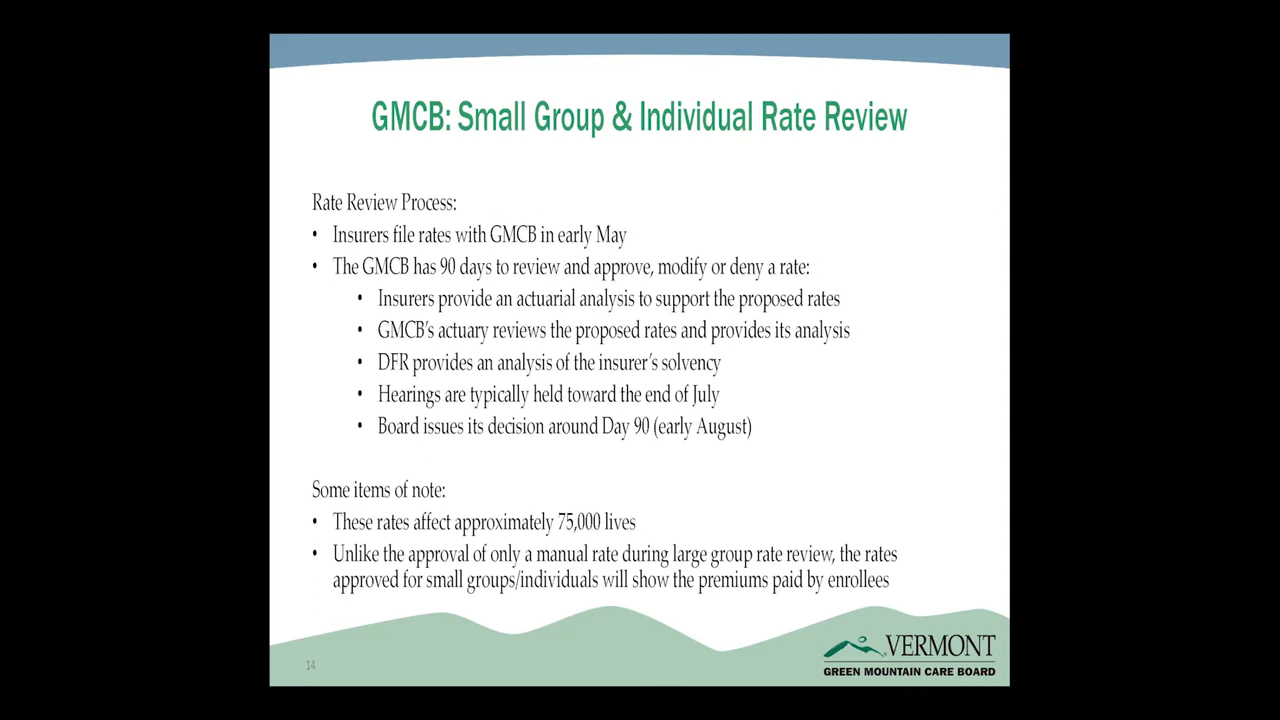 GMCB: Small Group & Individual Rate Review
Rate Review Process:
• Insurers file rates with GMCB in early May
• The GMCB has 90 days to review and approve, modify or deny a rate:
• Insurers provide an actuarial analysis to support the proposed rates
• GMCB's actuary reviews the proposed rates and provides its analysis
• DFR provides an analysis of the insurer's solvency
• Hearings are typically held toward the end of July
• Board issues its decision around Day 90 (early August)
Some items of note:
• These rates affect approximately 75,000 lives
• Unlike the approval of only a manual rate during large group rate review, the rates
approved for small groups/individuals will show the premiums paid by enrollees
14
VERMONT
GREEN MOUNTAIN CARE BOARD